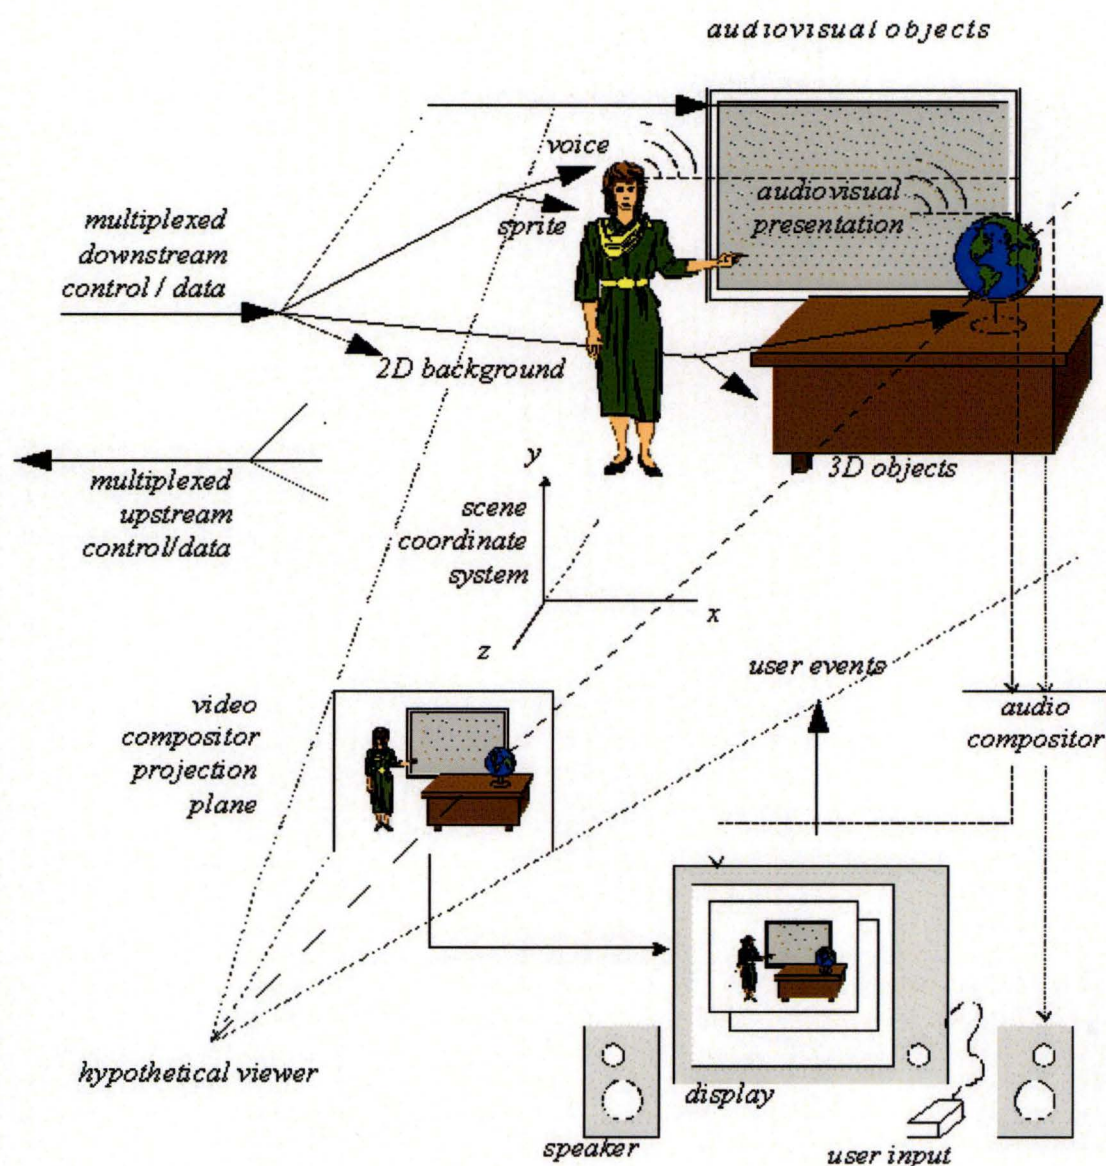 audiovisual objects
voice
sprite
audiovisual
presentation
multiplexed
downstream
control / data
2D background
3D objects
multiplexed
upstream
control/data
y
scene
coordinate
system
x
z
user events
video
compositor
projection
plane
audio
compositor
hypothetical viewer
display
speaker
user input